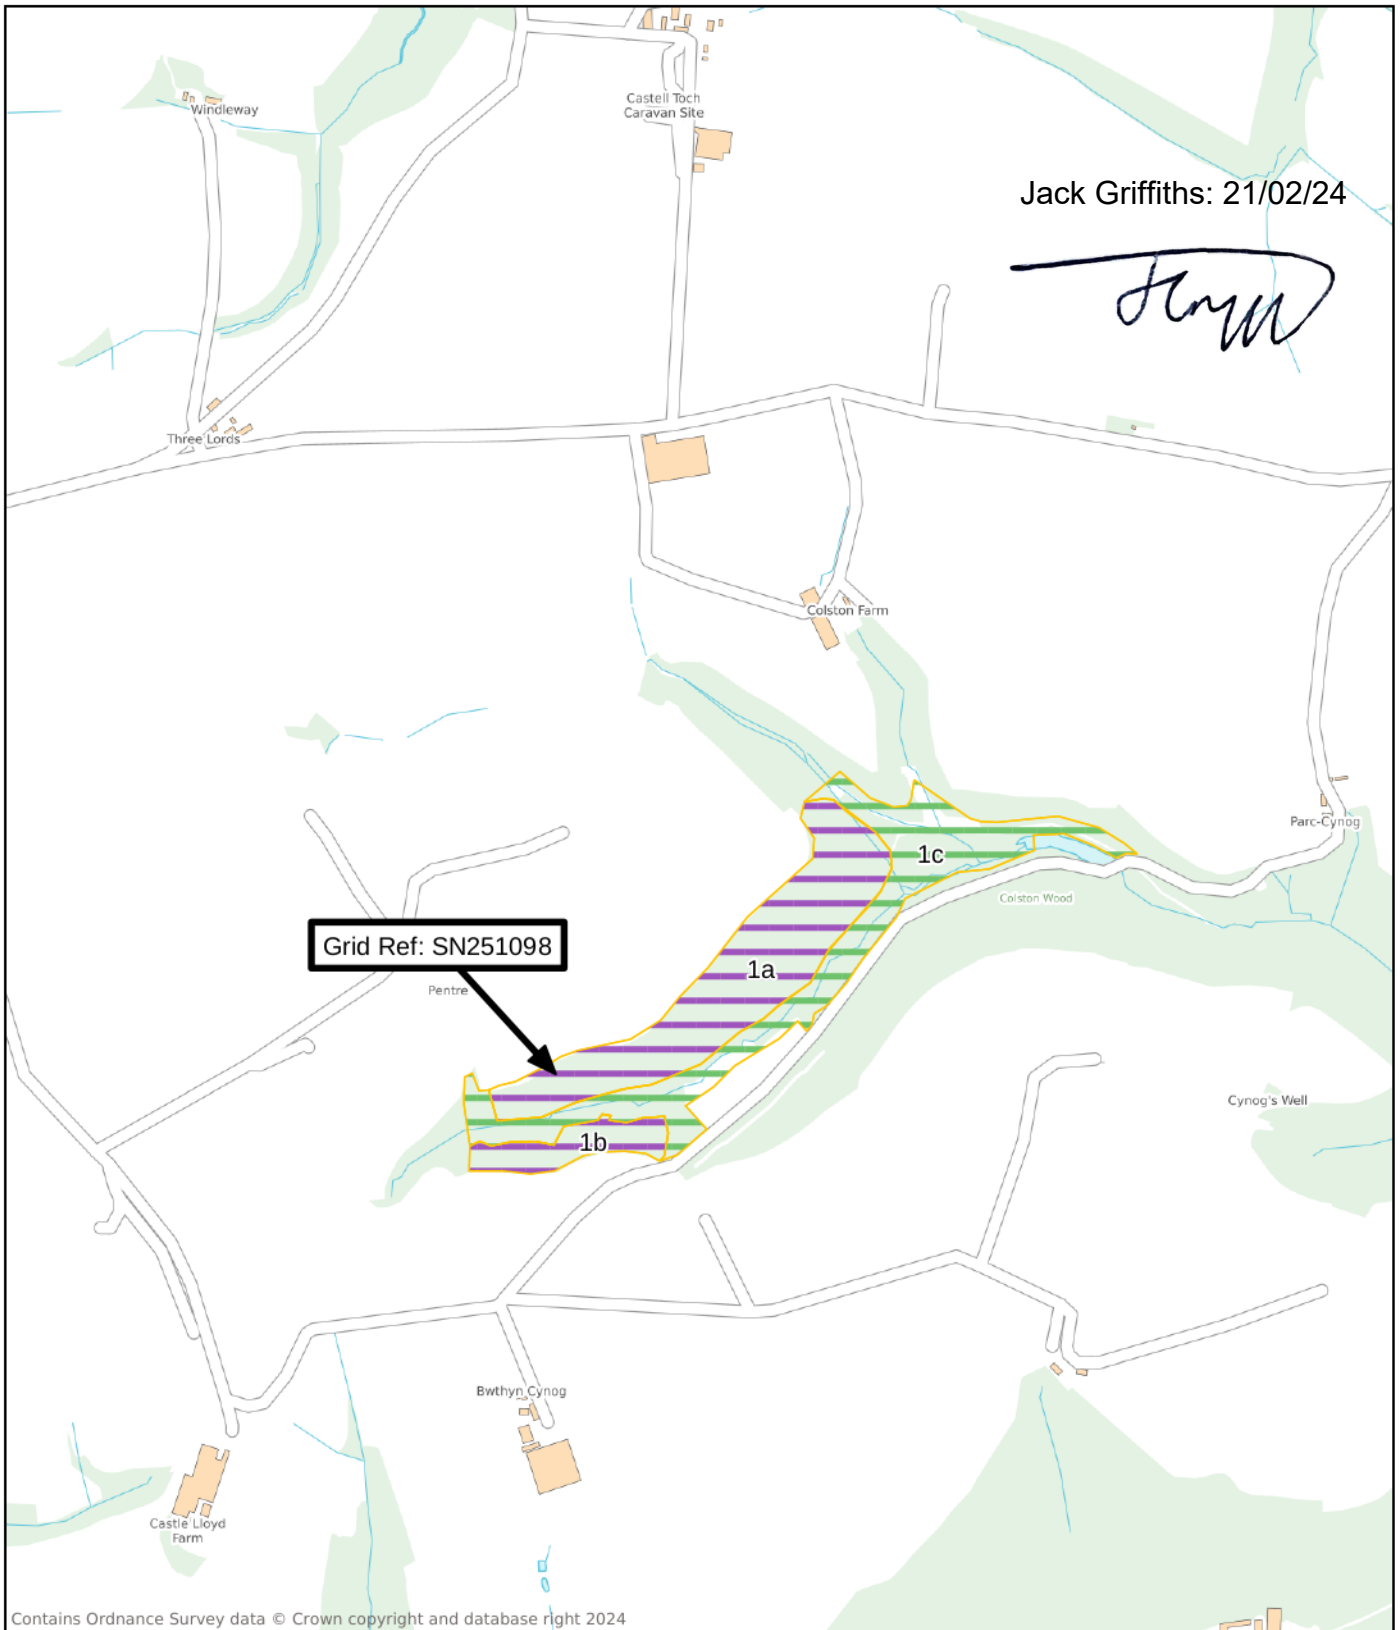 Windleway
Castell Toch
Caravan Site
Jack Griffiths: 21/02/24
Three Lords
Colston Farm
Parc-Cynog
1c
Colston Wood
Grid Ref: SN251098
1a
Pentre
Cynog's Well
1b
Bwthyn Cynog
Castle Lloyd
Farm
Contains Ordnance Survey data © Crown copyright and database right 2024